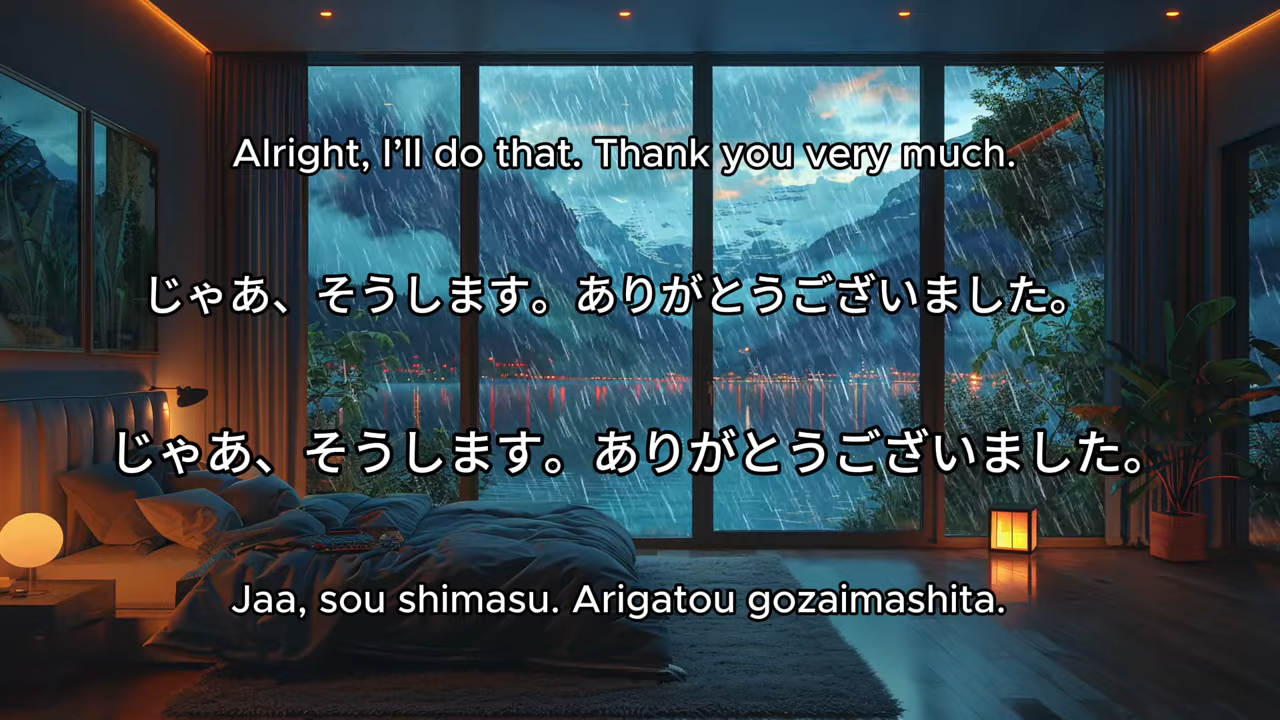 Alright, I’ll do that. Thank you very much.
じゃあ、そうします。ありがとうございました。
じゃあ、そうします。ありがとうございました。
Jaa, sou shimasu. Arigatou gozaimashita.